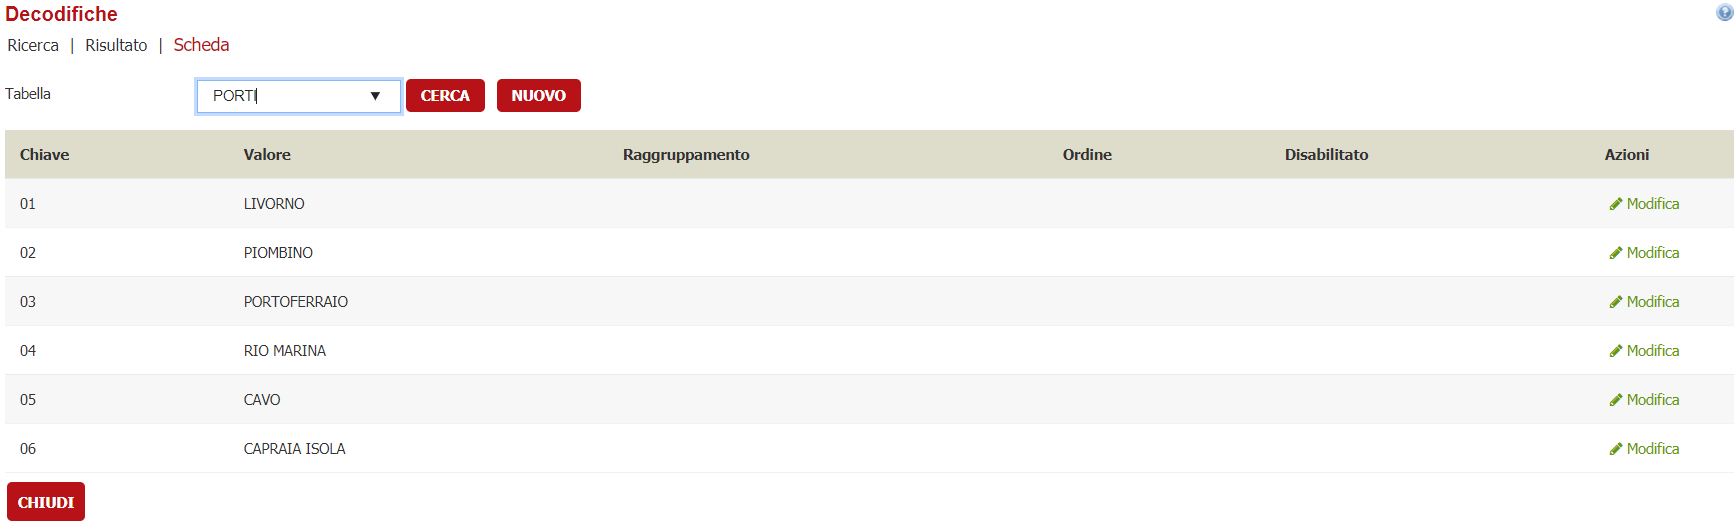 Decodifiche
Ricerca | Risultato | Scheda
Tabella PORTI CERCA NUOVO
Chiave Valore Raggruppamento Ordine Disabilitato Azioni
01 LIVORNO Modifica
02 PIOMBINO Modifica
03 PORTOFERRAIO Modifica
04 RIO MARINA Modifica
05 CAVO Modifica
06 CAPRAIA ISOLA Modifica
CHIUDI